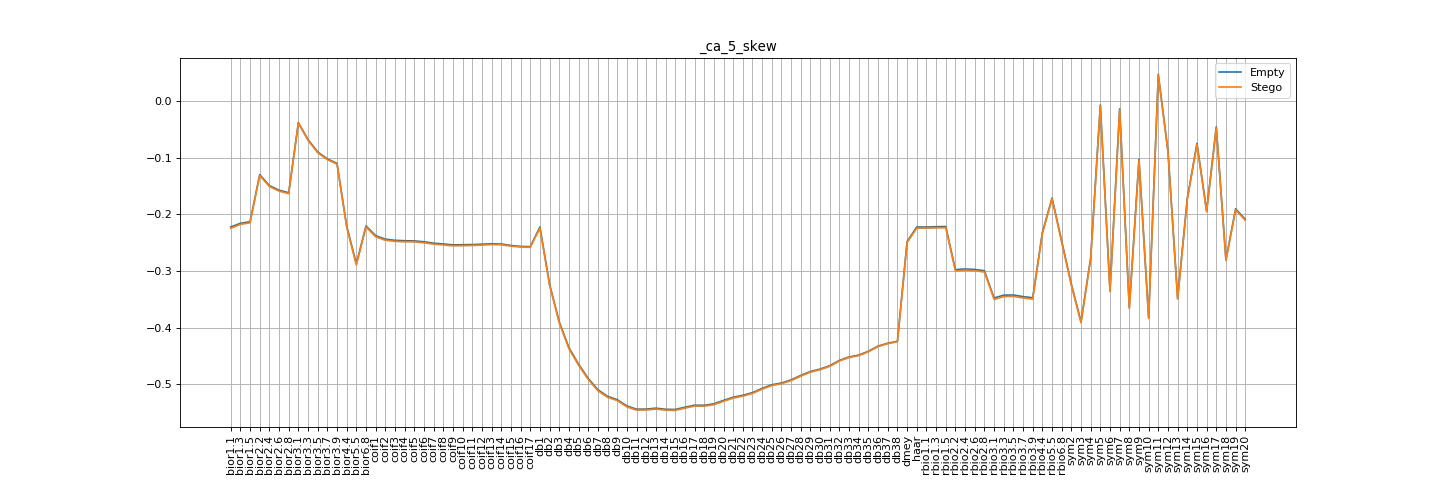 _ca_5_skew
Empty
Stego
0.0
−0.1
−0.2
−0.3
−0.4
−0.5
bior1.1
bior1.3
bior1.5
bior2.2
bior2.4
bior2.6
bior2.8
bior3.1
bior3.3
bior3.5
bior3.7
bior3.9
bior4.4
bior5.5
bior6.8
coif1
coif2
coif3
coif4
coif5
coif6
coif7
coif8
coif9
coif10
coif11
coif12
coif13
coif14
coif15
coif16
coif17
db1
db2
db3
db4
db5
db6
db7
db8
db9
db10
db11
db12
db13
db14
db15
db16
db17
db18
db19
db20
db21
db22
db23
db24
db25
db26
db27
db28
db29
db30
db31
db32
db33
db34
db35
db36
db37
db38
dmey
haar
rbio1.1
rbio1.3
rbio1.5
rbio2.2
rbio2.4
rbio2.6
rbio2.8
rbio3.1
rbio3.3
rbio3.5
rbio3.7
rbio3.9
rbio4.4
rbio5.5
rbio6.8
sym2
sym3
sym4
sym5
sym6
sym7
sym8
sym9
sym10
sym11
sym12
sym13
sym14
sym15
sym16
sym17
sym18
sym19
sym20